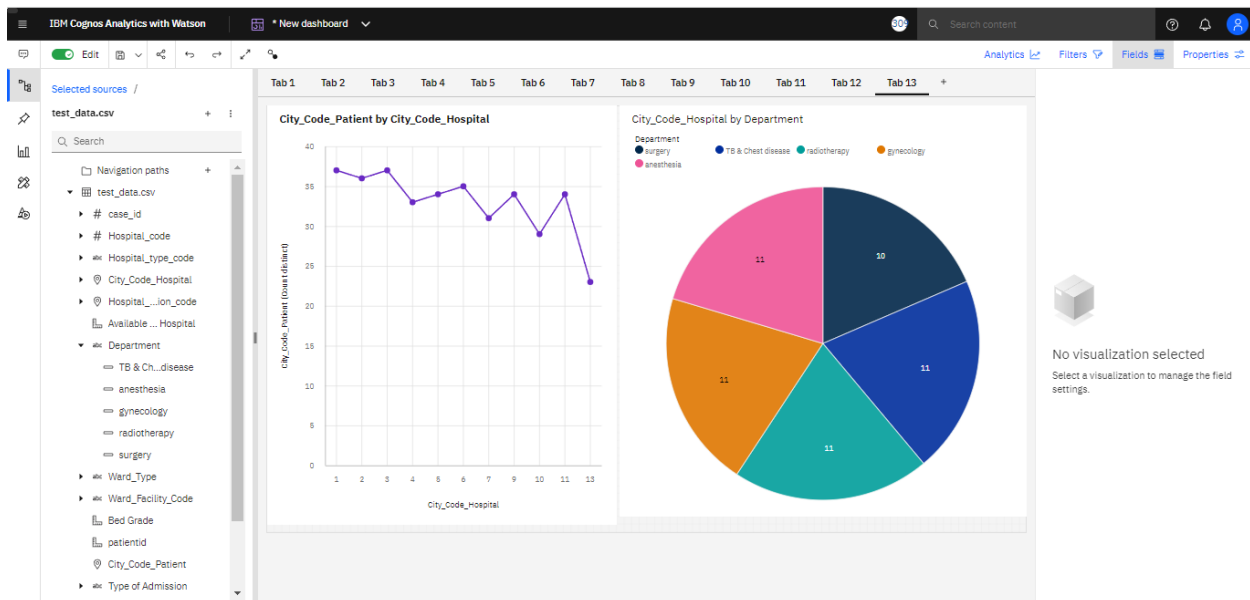 IBM Cognos Analytics with Watson
* New dashboard
Search content
Edit
Analytics
Filters
Fields
Properties
Selected sources /
test_data.csv
Search
Navigation paths
test_data.csv
# case_id
# Hospital_code
abc Hospital_type_code
City_Code_Hospital
Hospital_...ion_code
Available ... Hospital
abc Department
TB & Ch...disease
anesthesia
gynecology
radiotherapy
surgery
abc Ward_Type
abc Ward_Facility_Code
Bed Grade
patientid
City_Code_Patient
abc Type of Admission
Tab 1 Tab 2 Tab 3 Tab 4 Tab 5 Tab 6 Tab 7 Tab 8 Tab 9 Tab 10 Tab 11 Tab 12 Tab 13 +
City_Code_Patient by City_Code_Hospital
City_Code_Patient (Count distinct)
40
35
30
25
20
15
10
5
0
1 2 3 4 5 6 7 9 10 11 13
City_Code_Hospital
City_Code_Hospital by Department
Department
surgery TB & Chest disease radiotherapy gynecology
anesthesia
10
11
11
11
11
No visualization selected
Select a visualization to manage the field
settings.